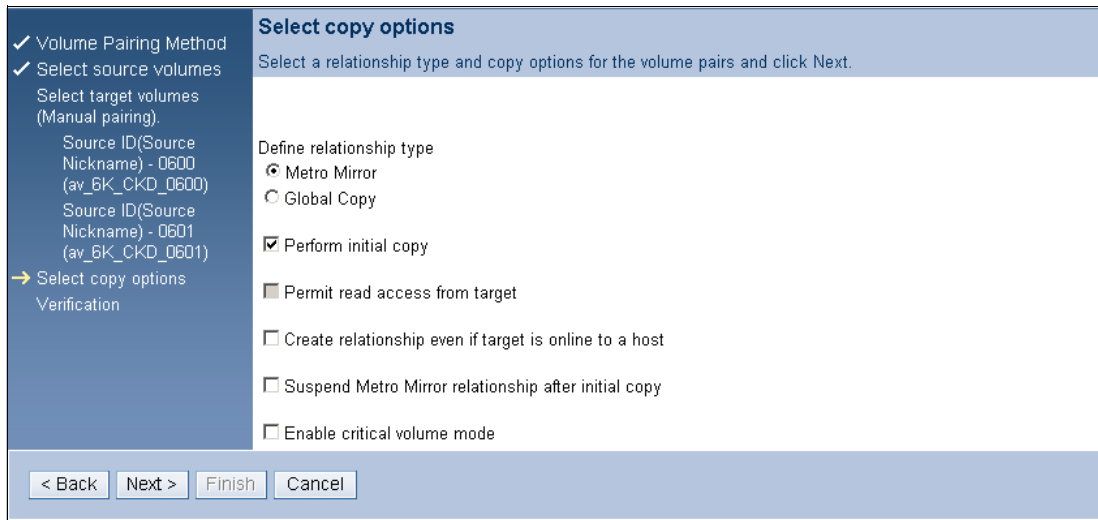 Volume Pairing Method
Select source volumes
Select target volumes
(Manual pairing).
Source ID(Source
Nickname) - 0600
(av_6K_CKD_0600)
Source ID(Source
Nickname) - 0601
(av_6K_CKD_0601)
Select copy options
Verification
Select copy options
Select a relationship type and copy options for the volume pairs and click Next.
Define relationship type
Metro Mirror
Global Copy
Perform initial copy
Permit read access from target
Create relationship even if target is online to a host
Suspend Metro Mirror relationship after initial copy
Enable critical volume mode
< Back Next > Finish Cancel